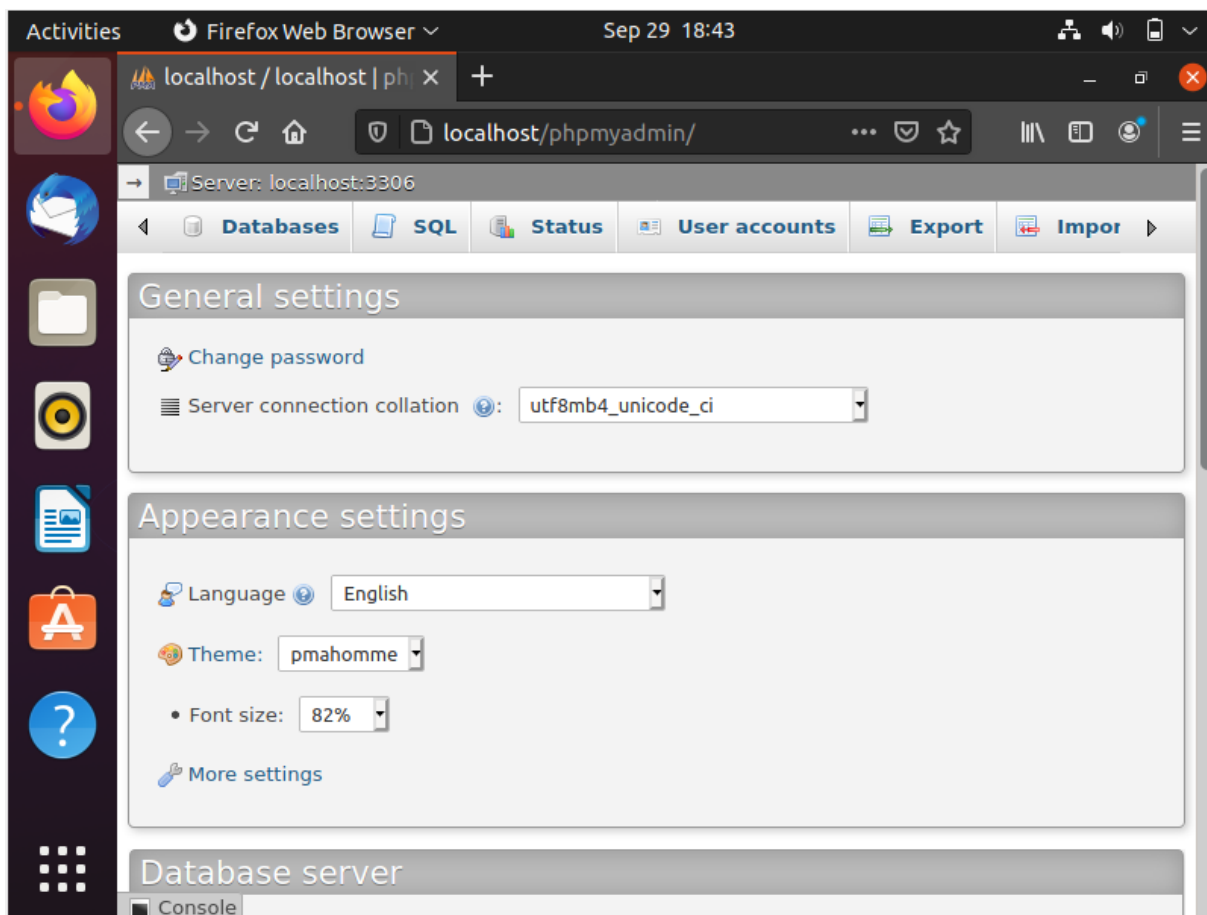 Activities Firefox Web Browser Sep 29 18:43
localhost / localhost | ph
localhost/phpmyadmin/
Server: localhost:3306
Databases SQL Status User accounts Export Impor
General settings
Change password
Server connection collation : utf8mb4_unicode_ci
Appearance settings
Language English
Theme: pmahomme
• Font size: 82%
More settings
Database server
Console